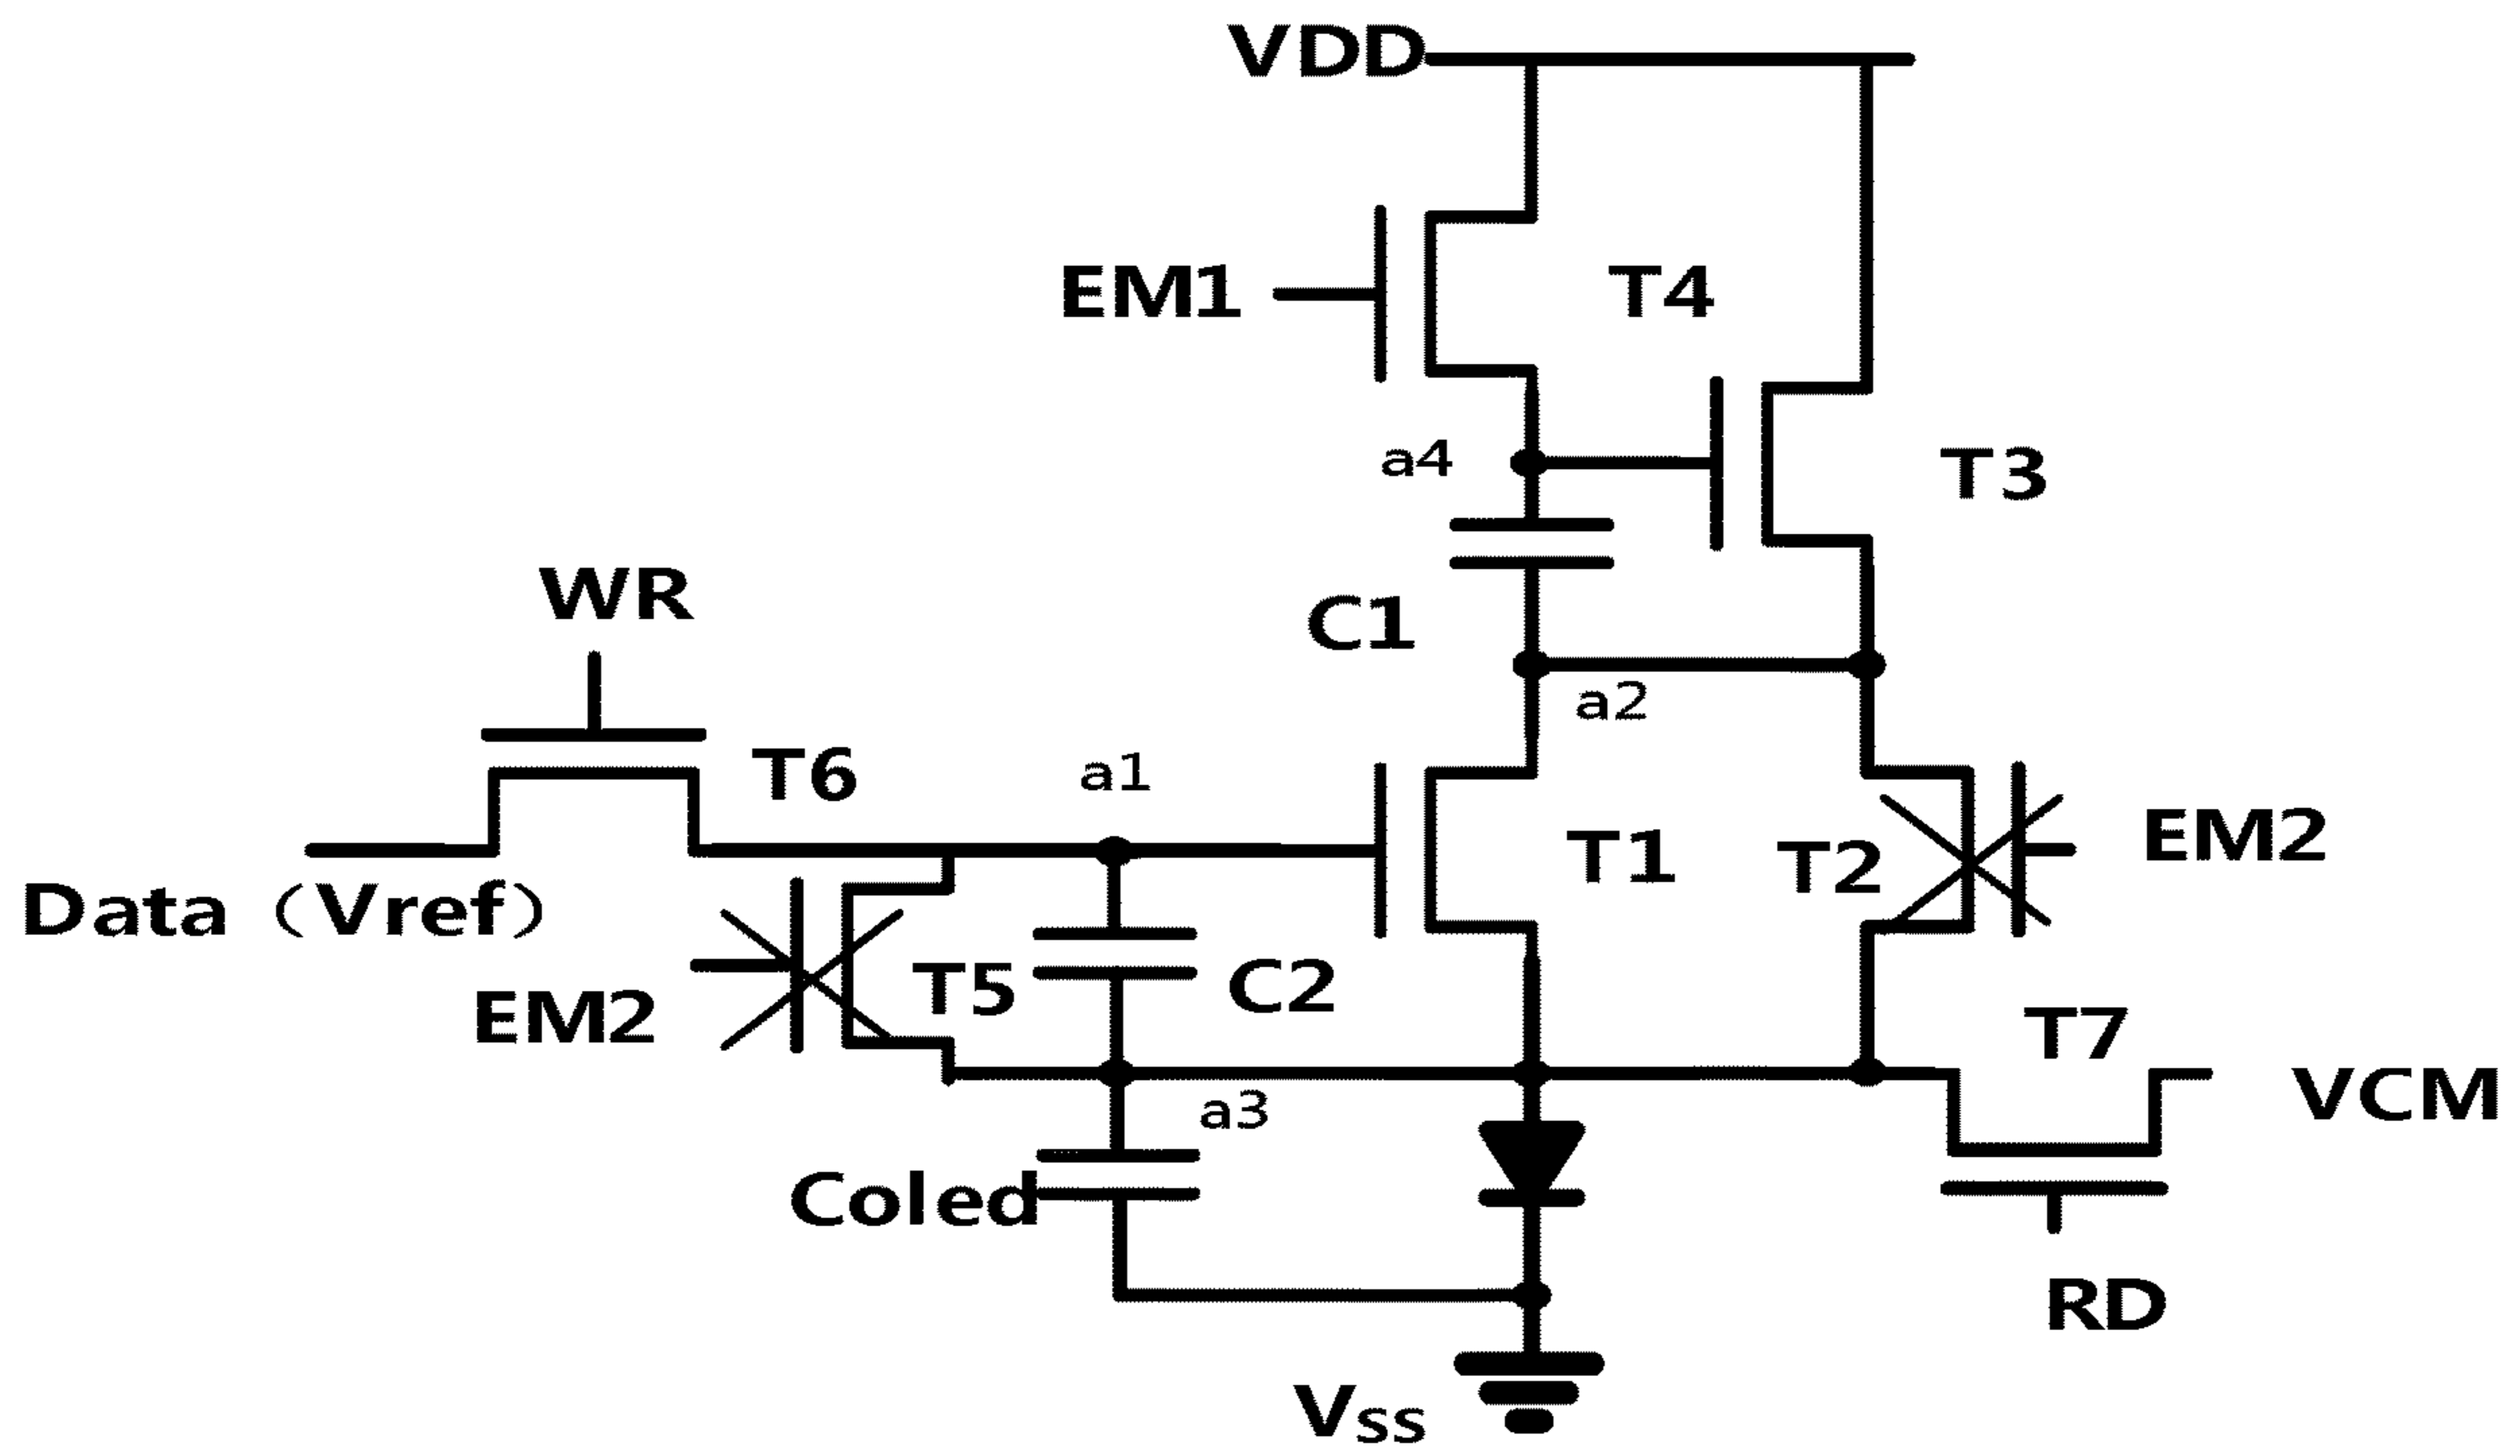 VDD
EM1
T4
a4
T3
WR
C1
a2
T6
a1
T1
T2
EM2
Data（Vref）
EM2
T5
C2
T7
a3
VCM
Coled
RD
VSS